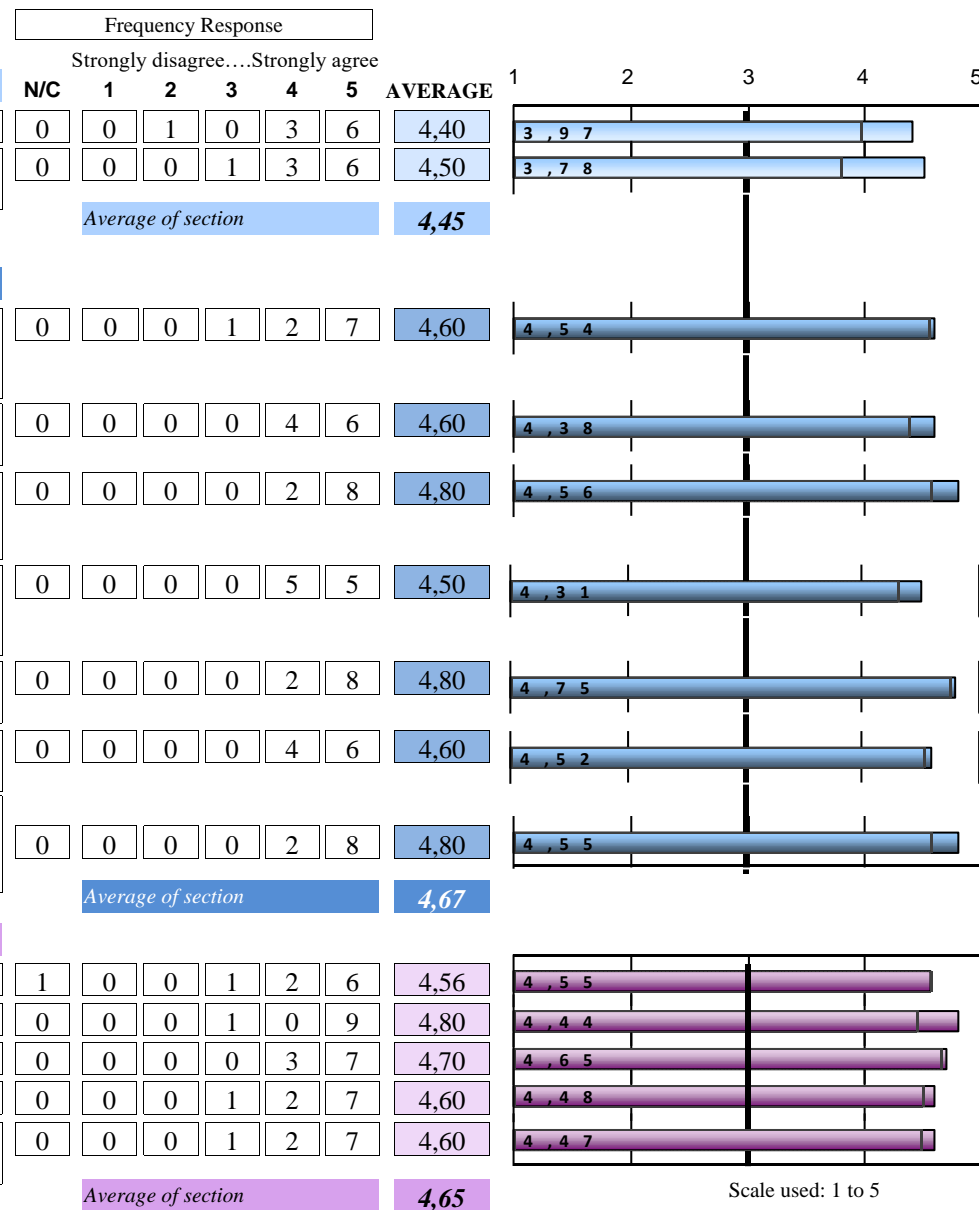 Frequency Response
Strongly disagree….Strongly agree
N/C 1 2 3 4 5 AVERAGE 1 2 3 4 5
0 0 1 0 3 6 4,40 3,97
0 0 0 1 3 6 4,50 3,78
Average of section 4,45
0 0 0 1 2 7 4,60 4,54
0 0 0 0 4 6 4,60 4,38
0 0 0 0 2 8 4,80 4,56
0 0 0 0 5 5 4,50 4,31
0 0 0 0 2 8 4,80 4,75
0 0 0 0 4 6 4,60 4,52
0 0 0 0 2 8 4,80 4,55
Average of section 4,67
1 0 0 1 2 6 4,56 4,55
0 0 0 1 0 9 4,80 4,44
0 0 0 0 3 7 4,70 4,65
0 0 0 1 2 7 4,60 4,48
0 0 0 1 2 7 4,60 4,47
Average of section 4,65
Scale used: 1 to 5